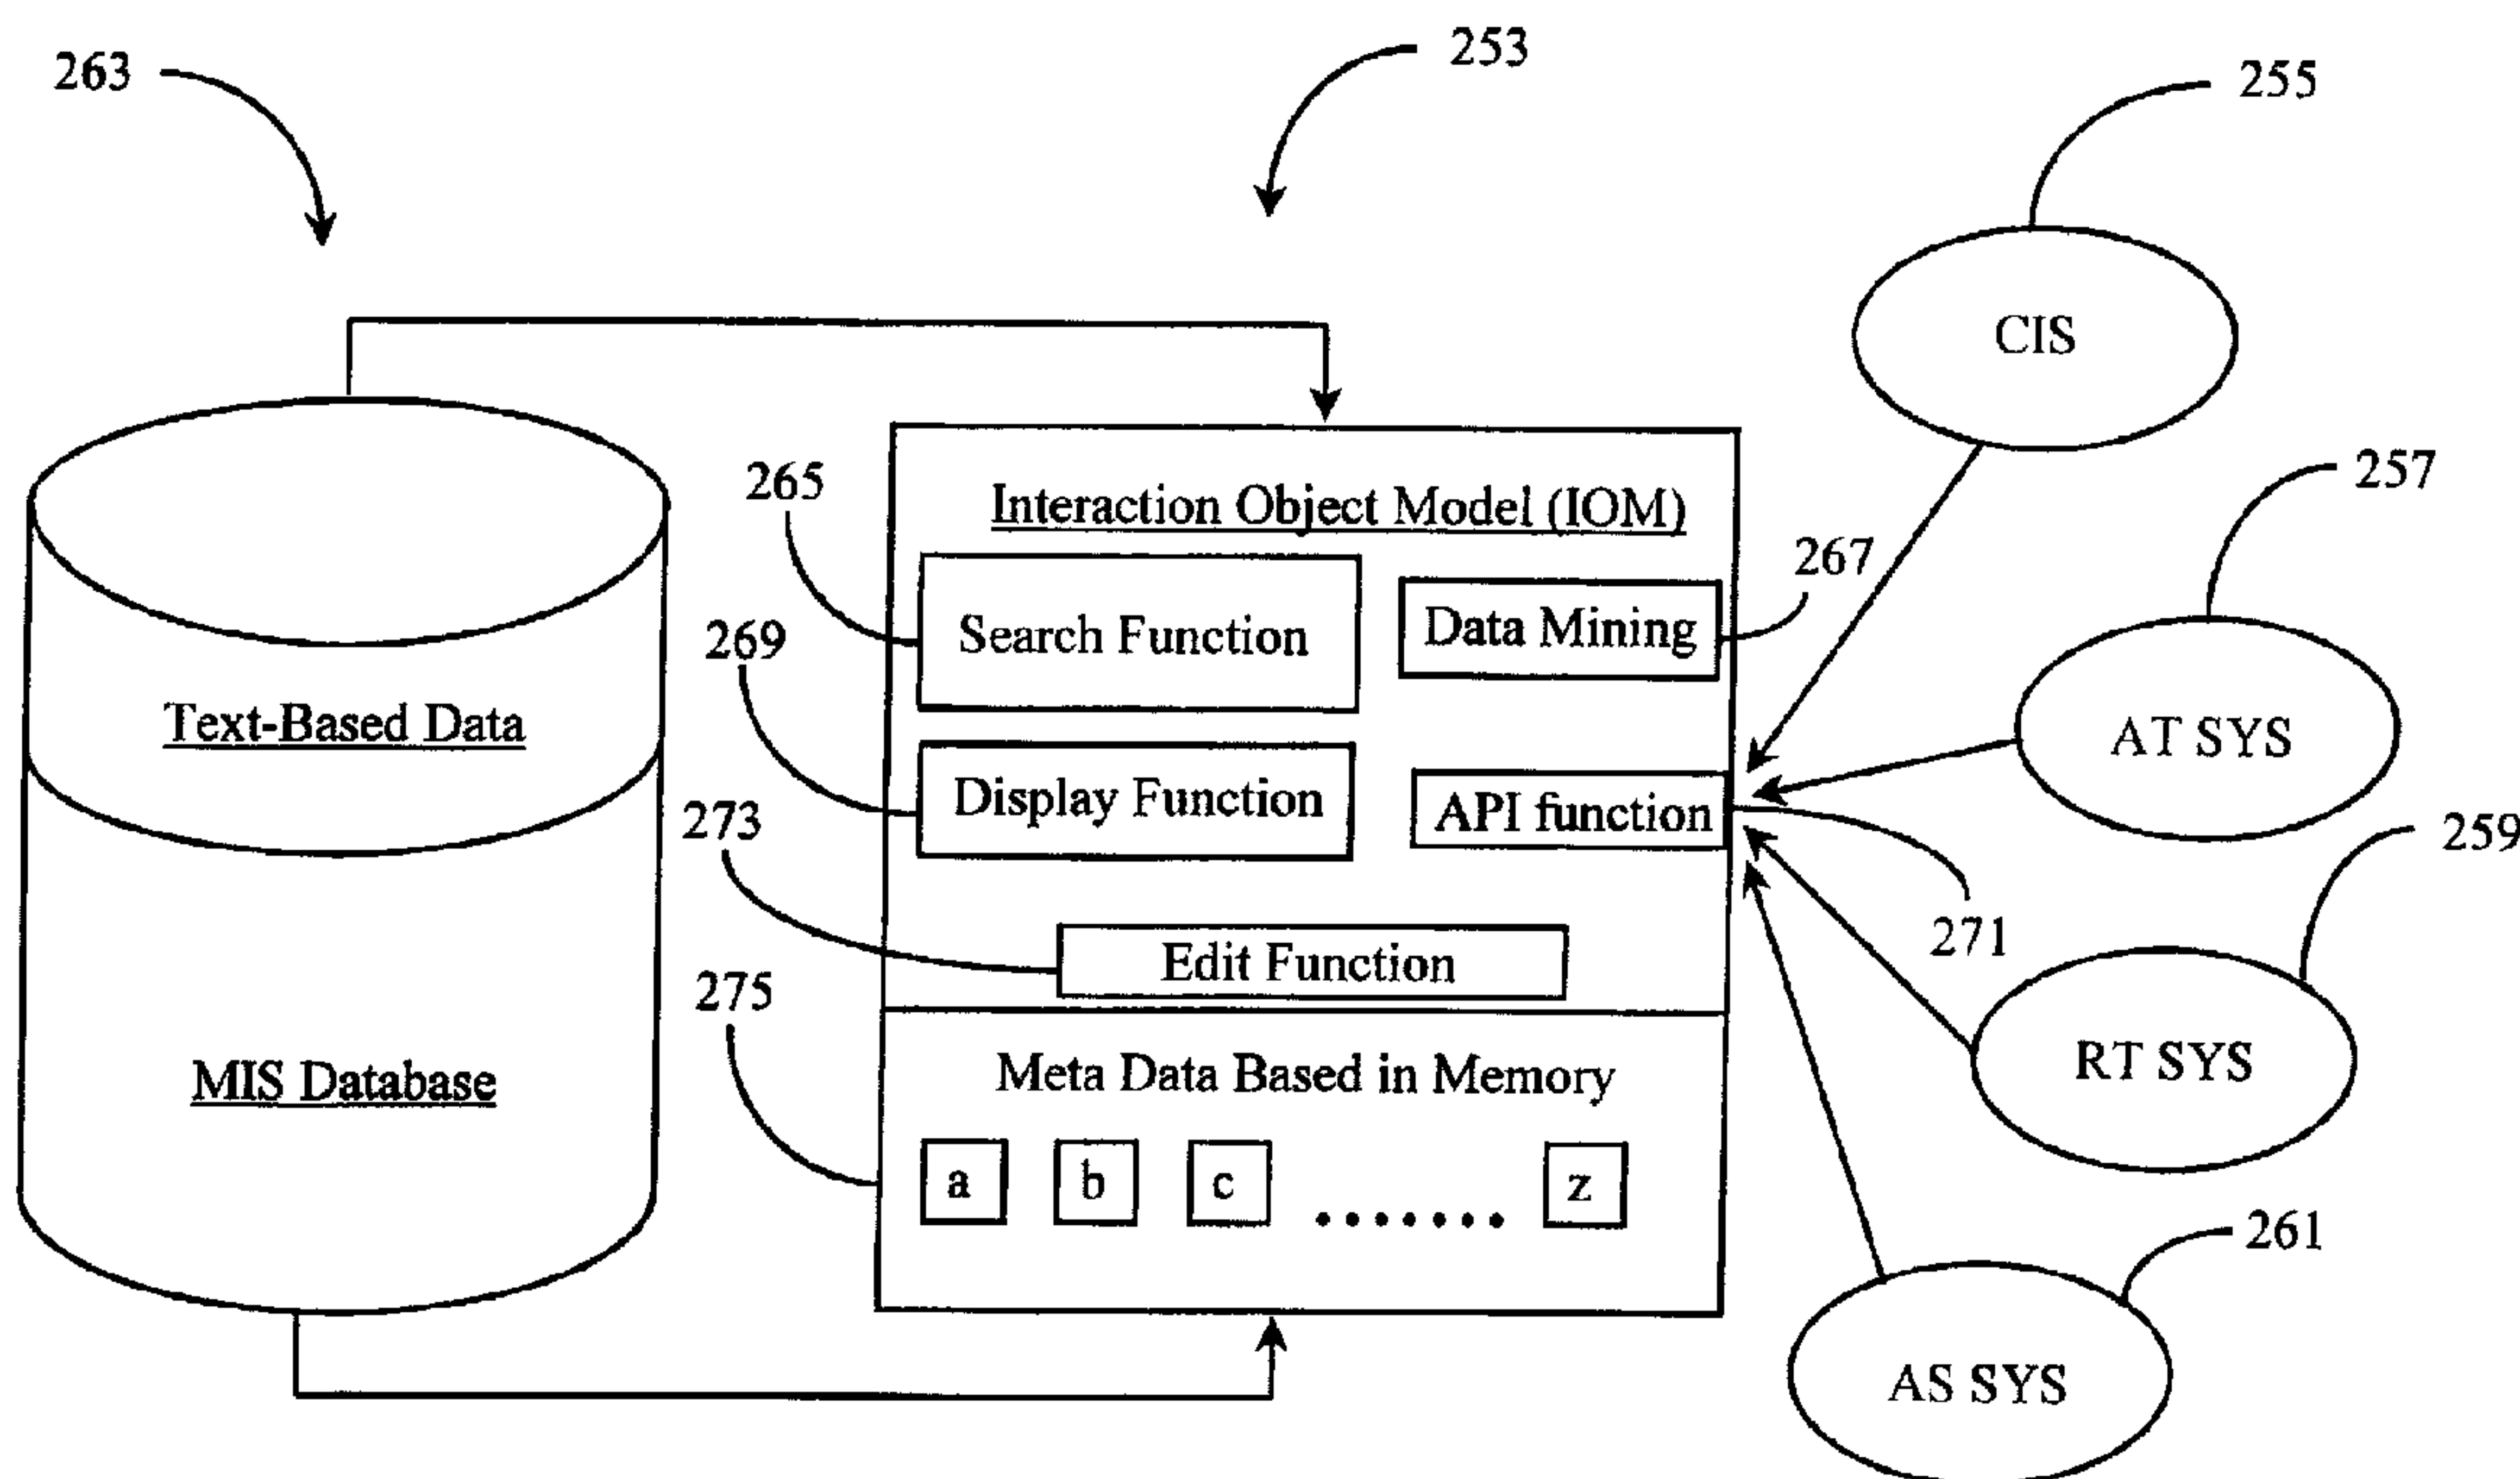 263
253
255
CIS
257
265
Interaction Object Model (IOM)
267
Search Function
Data Mining
269
Text-Based Data
AT SYS
Display Function
API function
273
259
271
Edit Function
275
RT SYS
MIS Database
Meta Data Based in Memory
a b c ....... z
261
AS SYS